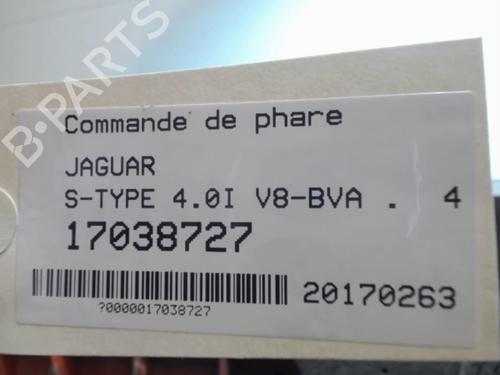 B-PARTS
Commande de phare
JAGUAR
S-TYPE 4.0I V8-BVA . 4
17038727
20170263
?0000017038727